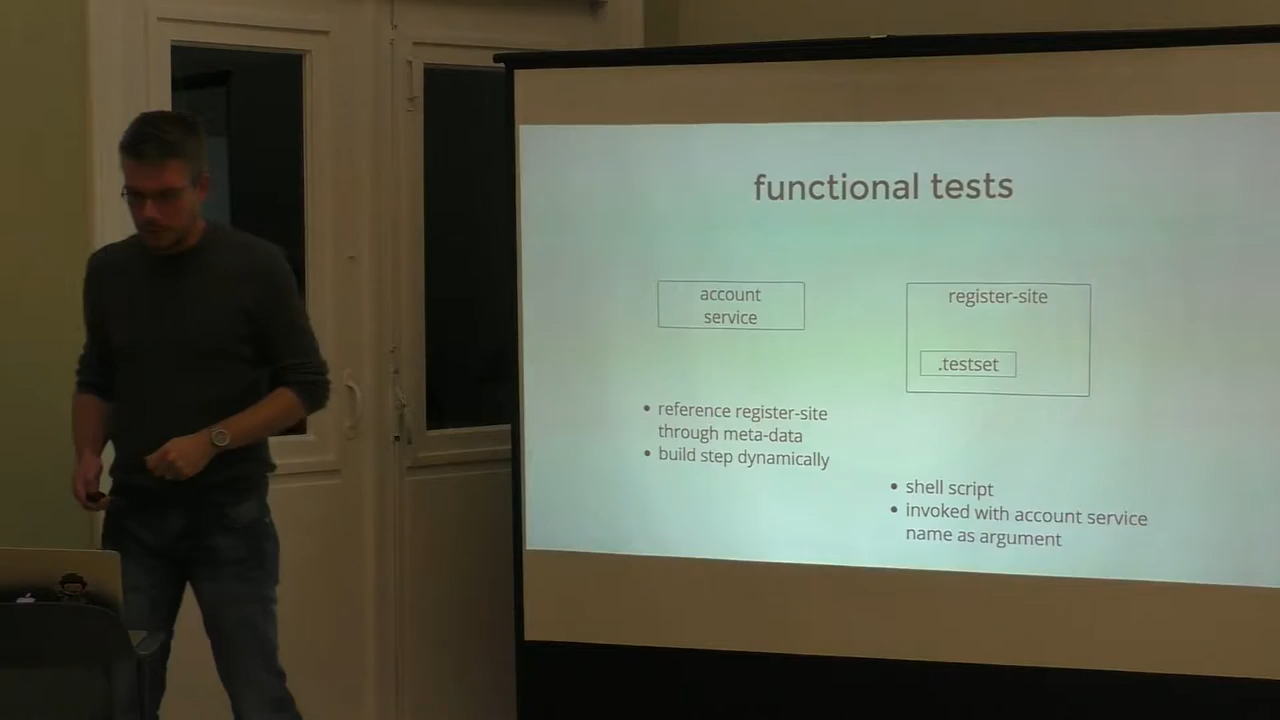 functional tests
account
service
register-site
.testset
• reference register-site
through meta-data
• build step dynamically
• shell script
• invoked with account service
name as argument